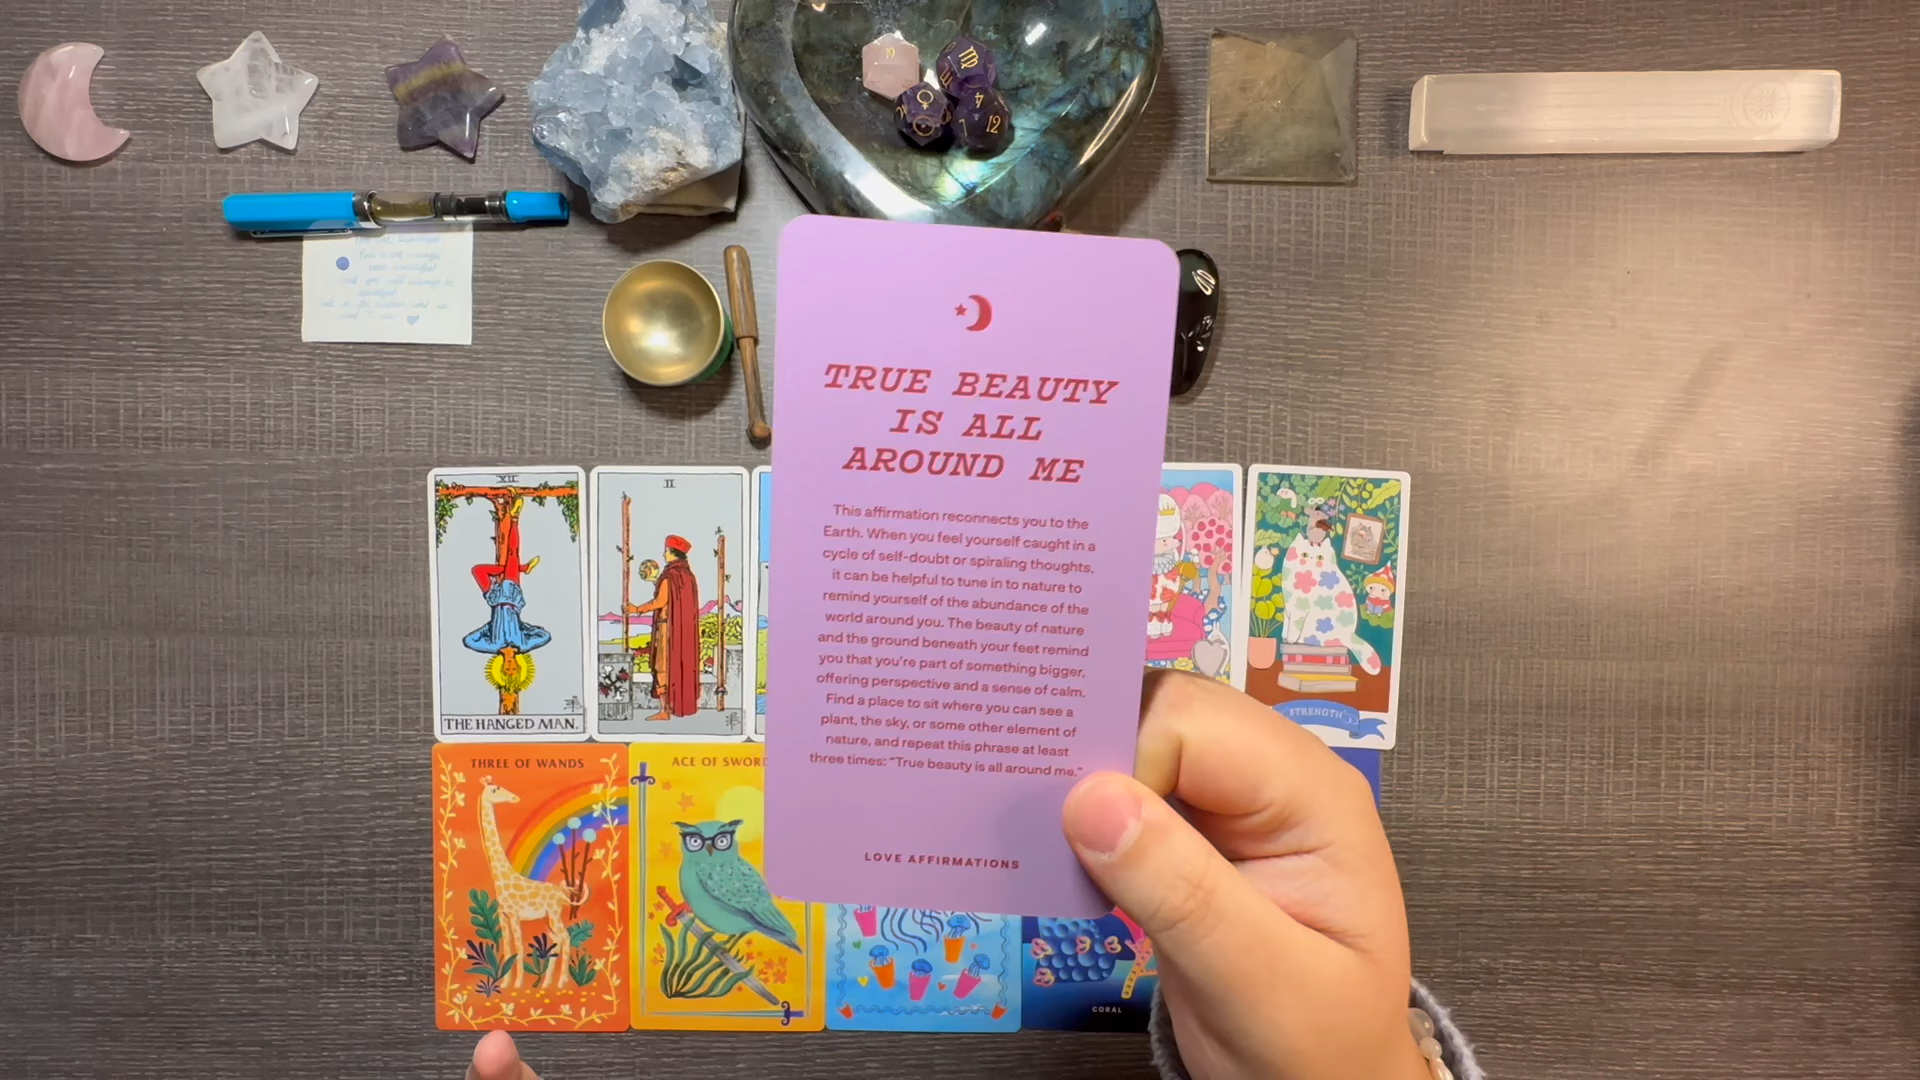 19
4
7
12
TRUE BEAUTY
IS ALL
AROUND ME
This affirmation reconnects you to the
Earth. When you feel yourself caught in a
cycle of self-doubt or spiraling thoughts,
it can be helpful to tune in to nature to
remind yourself of the abundance of the
world around you. The beauty of nature
and the ground beneath your feet remind
you that you're part of something bigger,
offering perspective and a sense of calm.
Find a place to sit where you can see a
plant, the sky, or some other element of
nature, and repeat this phrase at least
three times: "True beauty is all around me."
LOVE AFFIRMATIONS
XII
THE HANGED MAN.
II
STRENGTH
THREE OF WANDS
ACE OF SWORD
CORAL